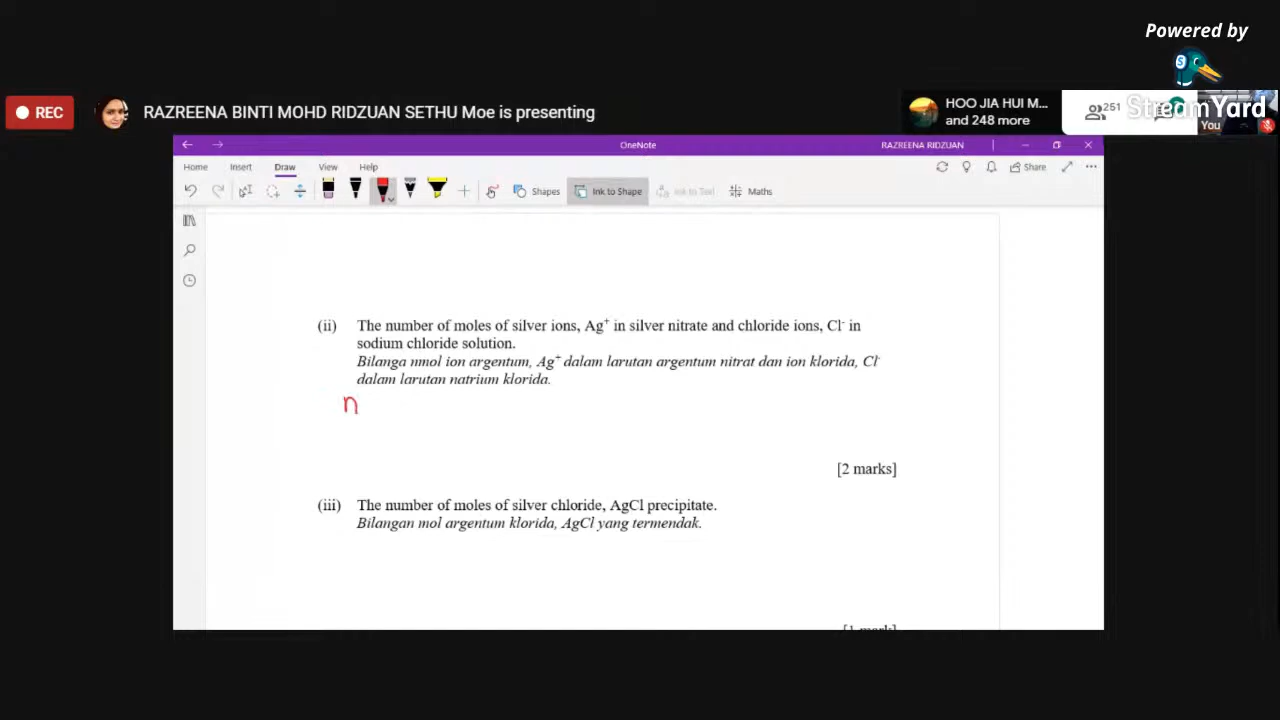 Powered by
S
REC
RAZREENA BINTI MOHD RIDZUAN SETHU Moe is presenting
HOO JIA HUI M...
and 248 more
251
StreamYard
You
OneNote
RAZREENA RIDZUAN
Home Insert Draw View Help
Share
Shapes
Ink to Shape
Ink to Text
Maths
(ii) The number of moles of silver ions, Ag⁺ in silver nitrate and chloride ions, Cl⁻ in
sodium chloride solution.
Bilanga nmol ion argentum, Ag⁺ dalam larutan argentum nitrat dan ion klorida, Cl⁻
dalam larutan natrium klorida.
n
[2 marks]
(iii) The number of moles of silver chloride, AgCl precipitate.
Bilangan mol argentum klorida, AgCl yang termendak.
[1 mark]